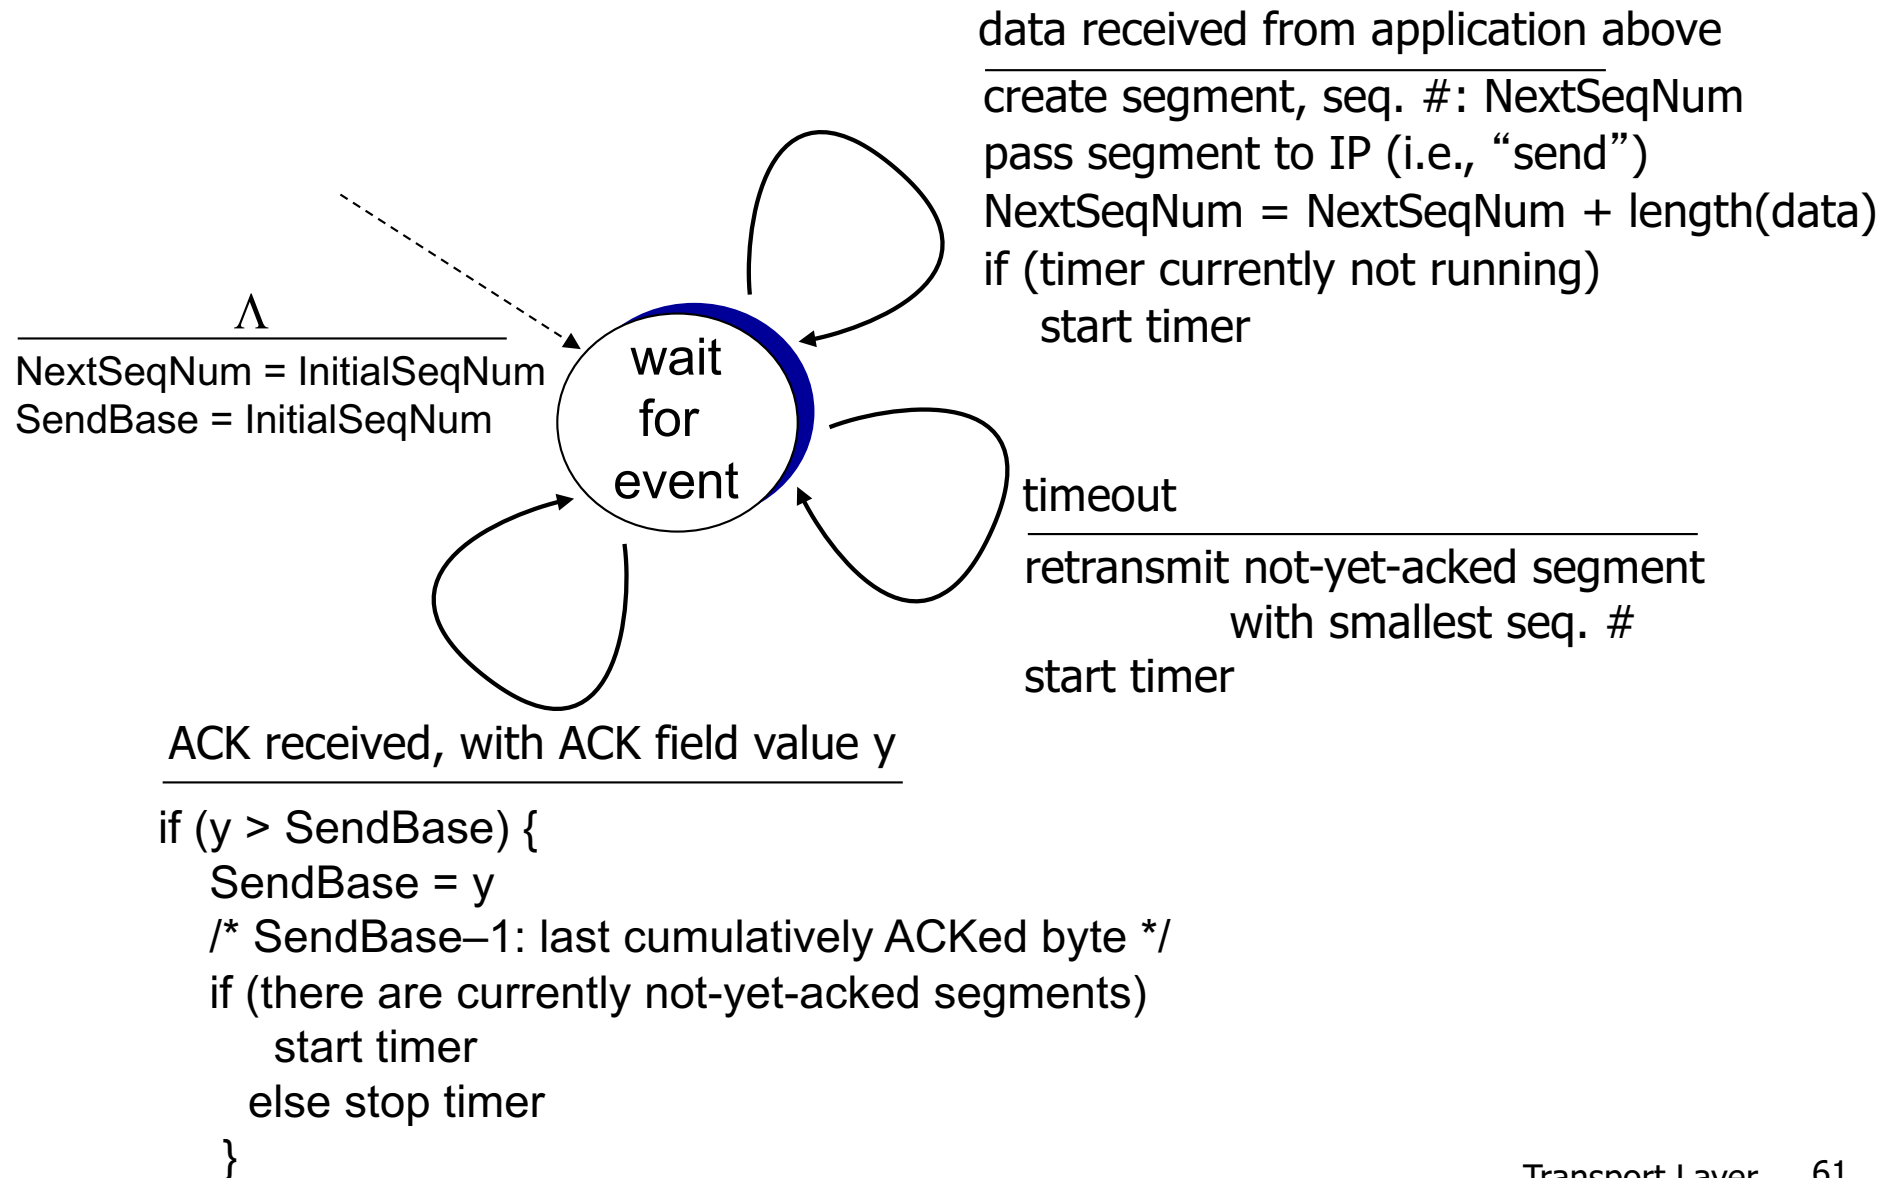 data received from application above
create segment, seq. #: NextSeqNum
pass segment to IP (i.e., “send”)
NextSeqNum = NextSeqNum + length(data)
if (timer currently not running)
start timer
Λ
NextSeqNum = InitialSeqNum
SendBase = InitialSeqNum
wait
for
event
timeout
retransmit not-yet-acked segment
with smallest seq. #
start timer
ACK received, with ACK field value y
if (y > SendBase) {
SendBase = y
/* SendBase–1: last cumulatively ACKed byte */
if (there are currently not-yet-acked segments)
start timer
else stop timer
}
Transport Layer 61